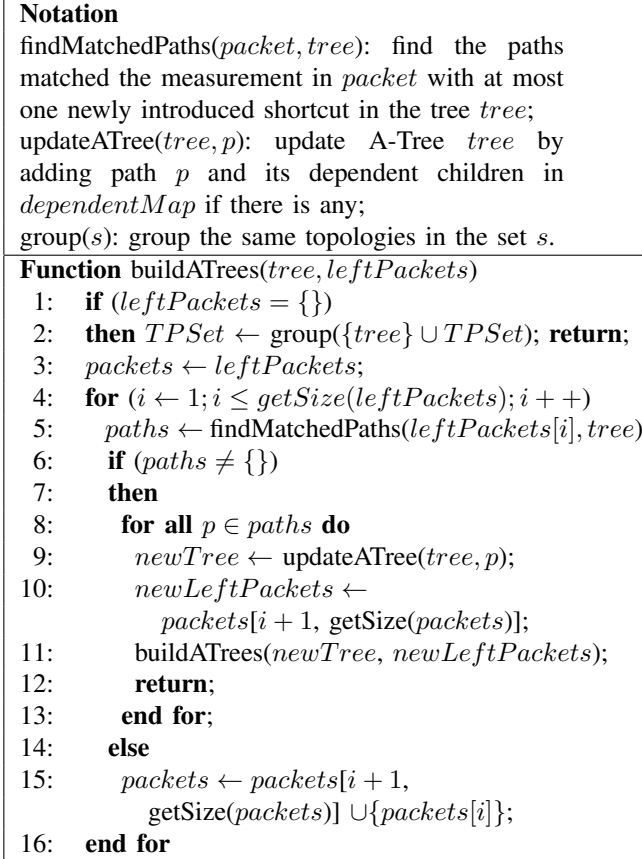 Notation
findMatchedPaths(packet, tree): find the paths
matched the measurement in packet with at most
one newly introduced shortcut in the tree tree;
updateATree(tree, p): update A-Tree tree by
adding path p and its dependent children in
dependentMap if there is any;
group(s): group the same topologies in the set s.
Function buildATrees(tree, leftPackets)
1: if (leftPackets = {})
2: then TPSet ← group({tree} ∪ TPSet); return;
3: packets ← leftPackets;
4: for (i ← 1; i ≤ getSize(leftPackets); i + +)
5: paths ← findMatchedPaths(leftPackets[i], tree)
6: if (paths ≠ {})
7: then
8: for all p ∈ paths do
9: newTree ← updateATree(tree, p);
10: newLeftPackets ←
packets[i + 1, getSize(packets)];
11: buildATrees(newTree, newLeftPackets);
12: return;
13: end for;
14: else
15: packets ← packets[i + 1,
getSize(packets)] ∪{packets[i]};
16: end for